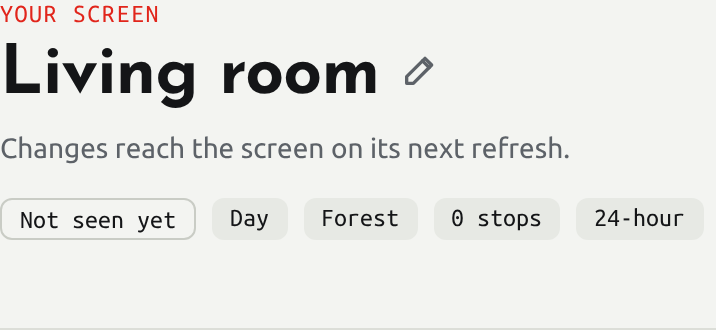 YOUR SCREEN
Living room
Changes reach the screen on its next refresh.
Not seen yet Day Forest 0 stops 24-hour